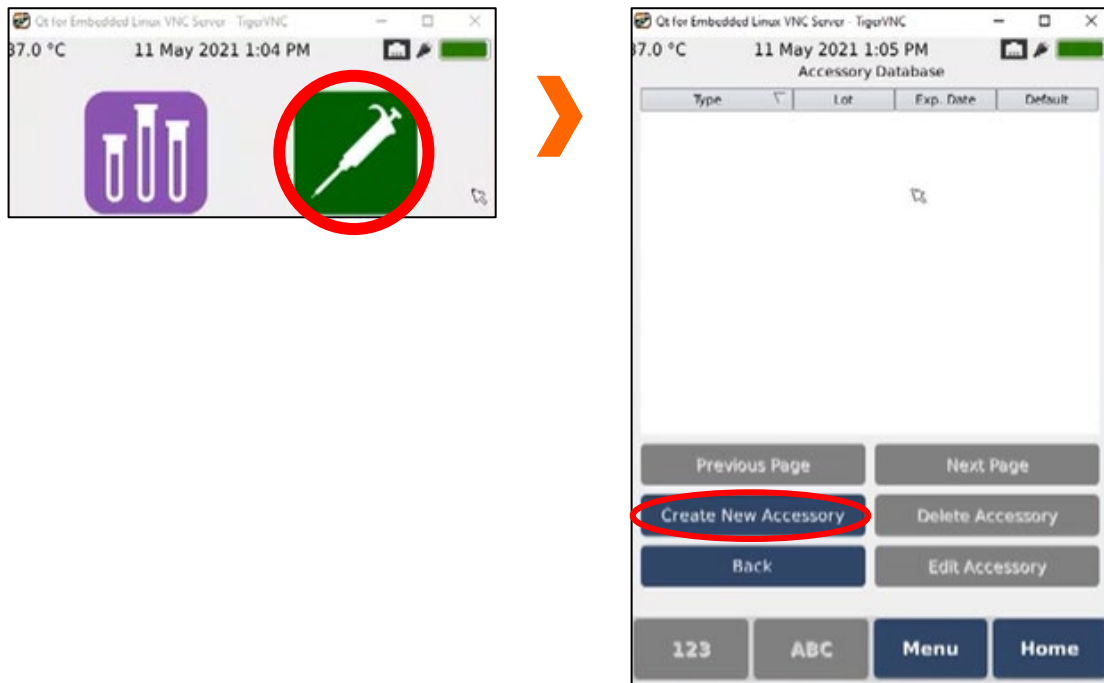 Qt for Embedded Linux VNC Server - TigerVNC
37.0 °C 11 May 2021 1:04 PM
Qt for Embedded Linux VNC Server - TigerVNC
37.0 °C 11 May 2021 1:05 PM
Accessory Database
Type Lot Exp. Date Default
Previous Page Next Page
Create New Accessory Delete Accessory
Back Edit Accessory
123 ABC Menu Home